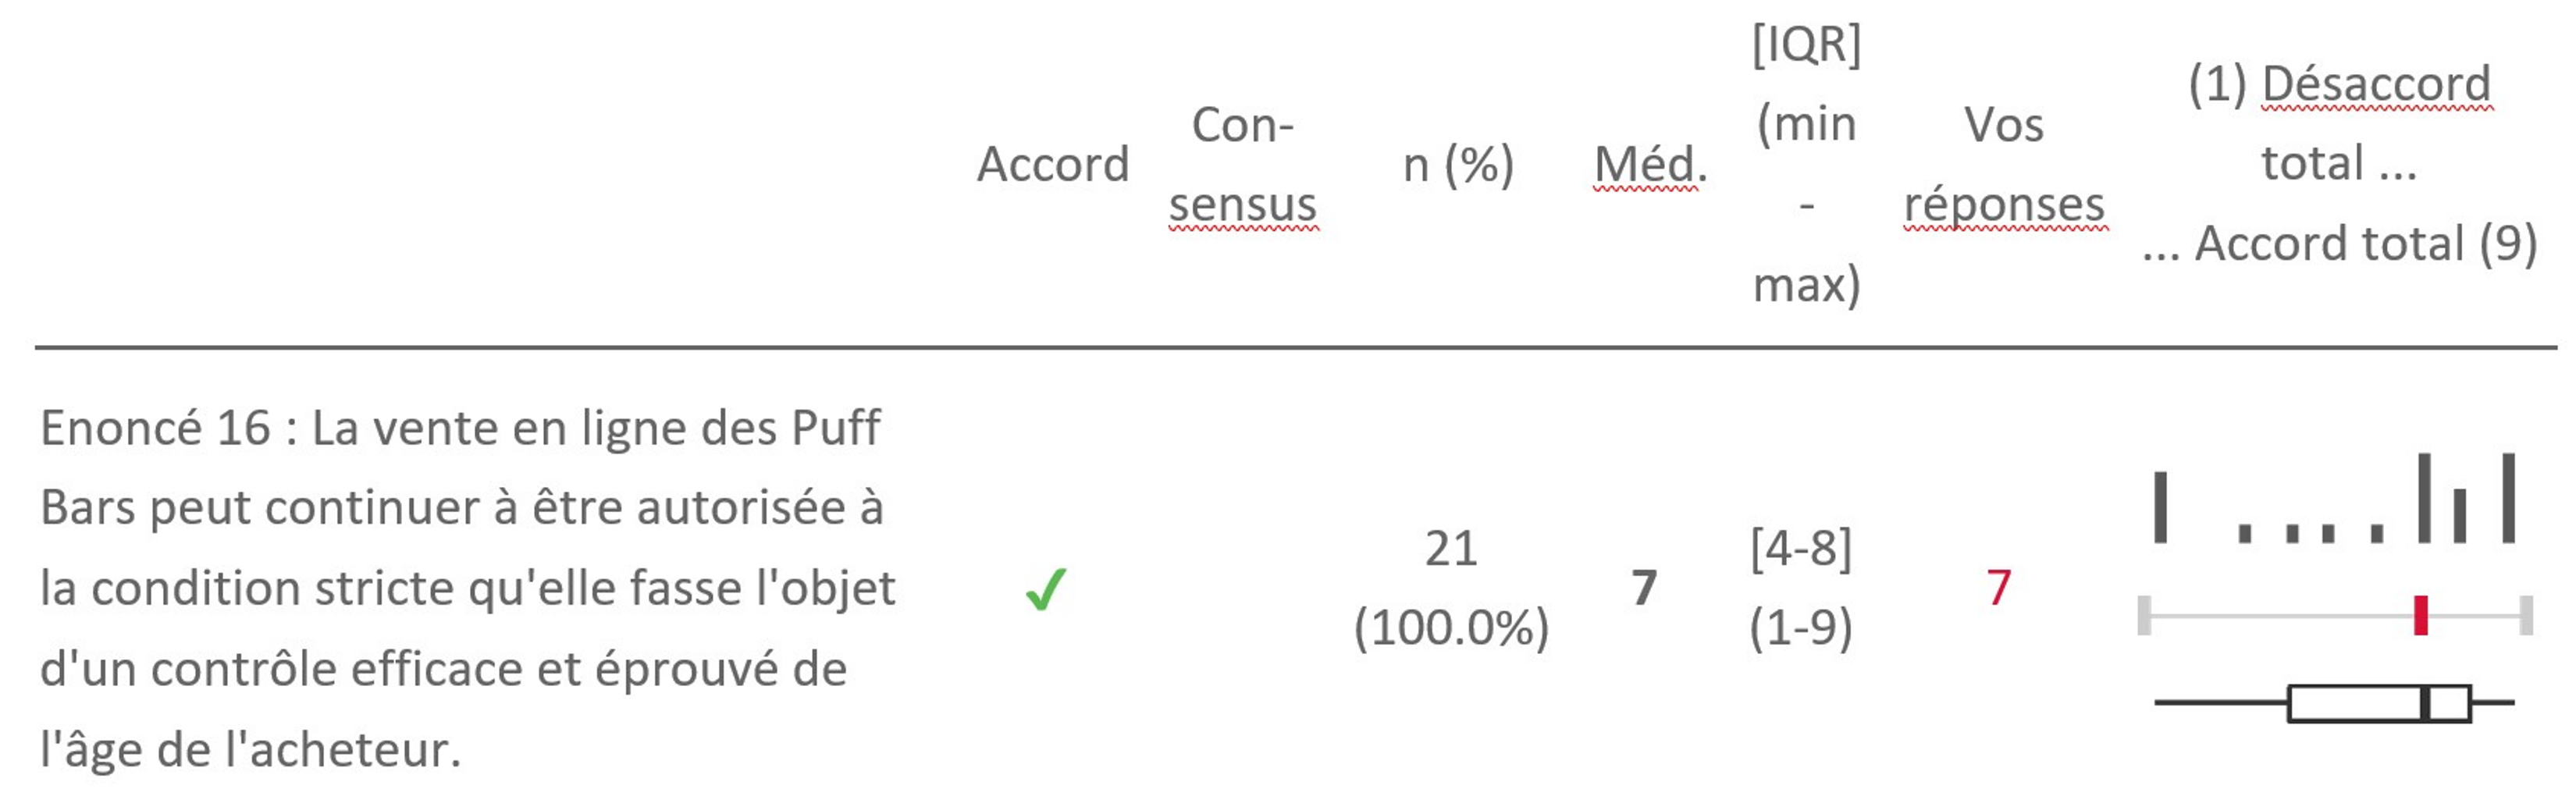 Accord
Con-
sensus
n (%)
Méd.
[IQR]
(min
-
max)
Vos
réponses
(1) Désaccord
total ...
... Accord total (9)
Enoncé 16 : La vente en ligne des Puff
Bars peut continuer à être autorisée à
la condition stricte qu'elle fasse l'objet
d'un contrôle efficace et éprouvé de
l'âge de l'acheteur.
21
(100.0%)
7
[4-8]
(1-9)
7